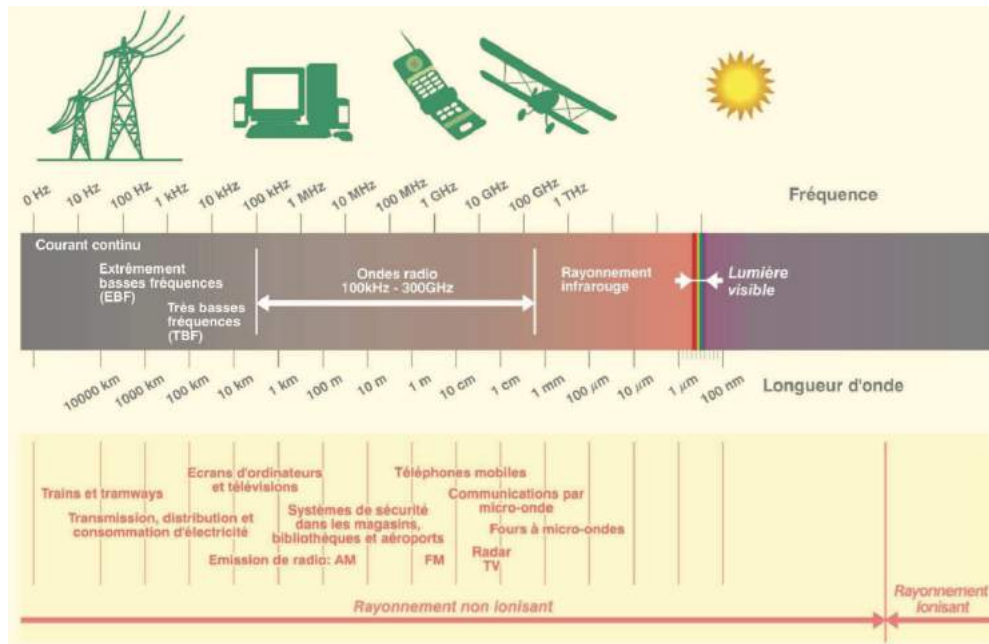 0 Hz
10 Hz
100 Hz
1 kHz
10 kHz
100 kHz
1 MHz
10 MHz
100 MHz
1 GHz
10 GHz
100 GHz
1 THz
Fréquence
Courant continu
Extrêmement
basses fréquences
(EBF)
Très basses
fréquences
(TBF)
Ondes radio
100kHz - 300GHz
Rayonnement
infrarouge
Lumière
visible
10000 km
1000 km
100 km
10 km
1 km
100 m
10 m
1 m
10 cm
1 cm
1 mm
100 µm
10 µm
1 µm
100 nm
Longueur d'onde
Trains et tramways
Transmission, distribution et
consommation d'électricité
Ecrans d'ordinateurs
et télévisions
Systèmes de sécurité
dans les magasins,
bibliothèques et aéroports
Emission de radio: AM
FM
Téléphones mobiles
Communications par
micro-onde
Fours à micro-ondes
Radar
TV
Rayonnement non ionisant
Rayonnement
ionisant